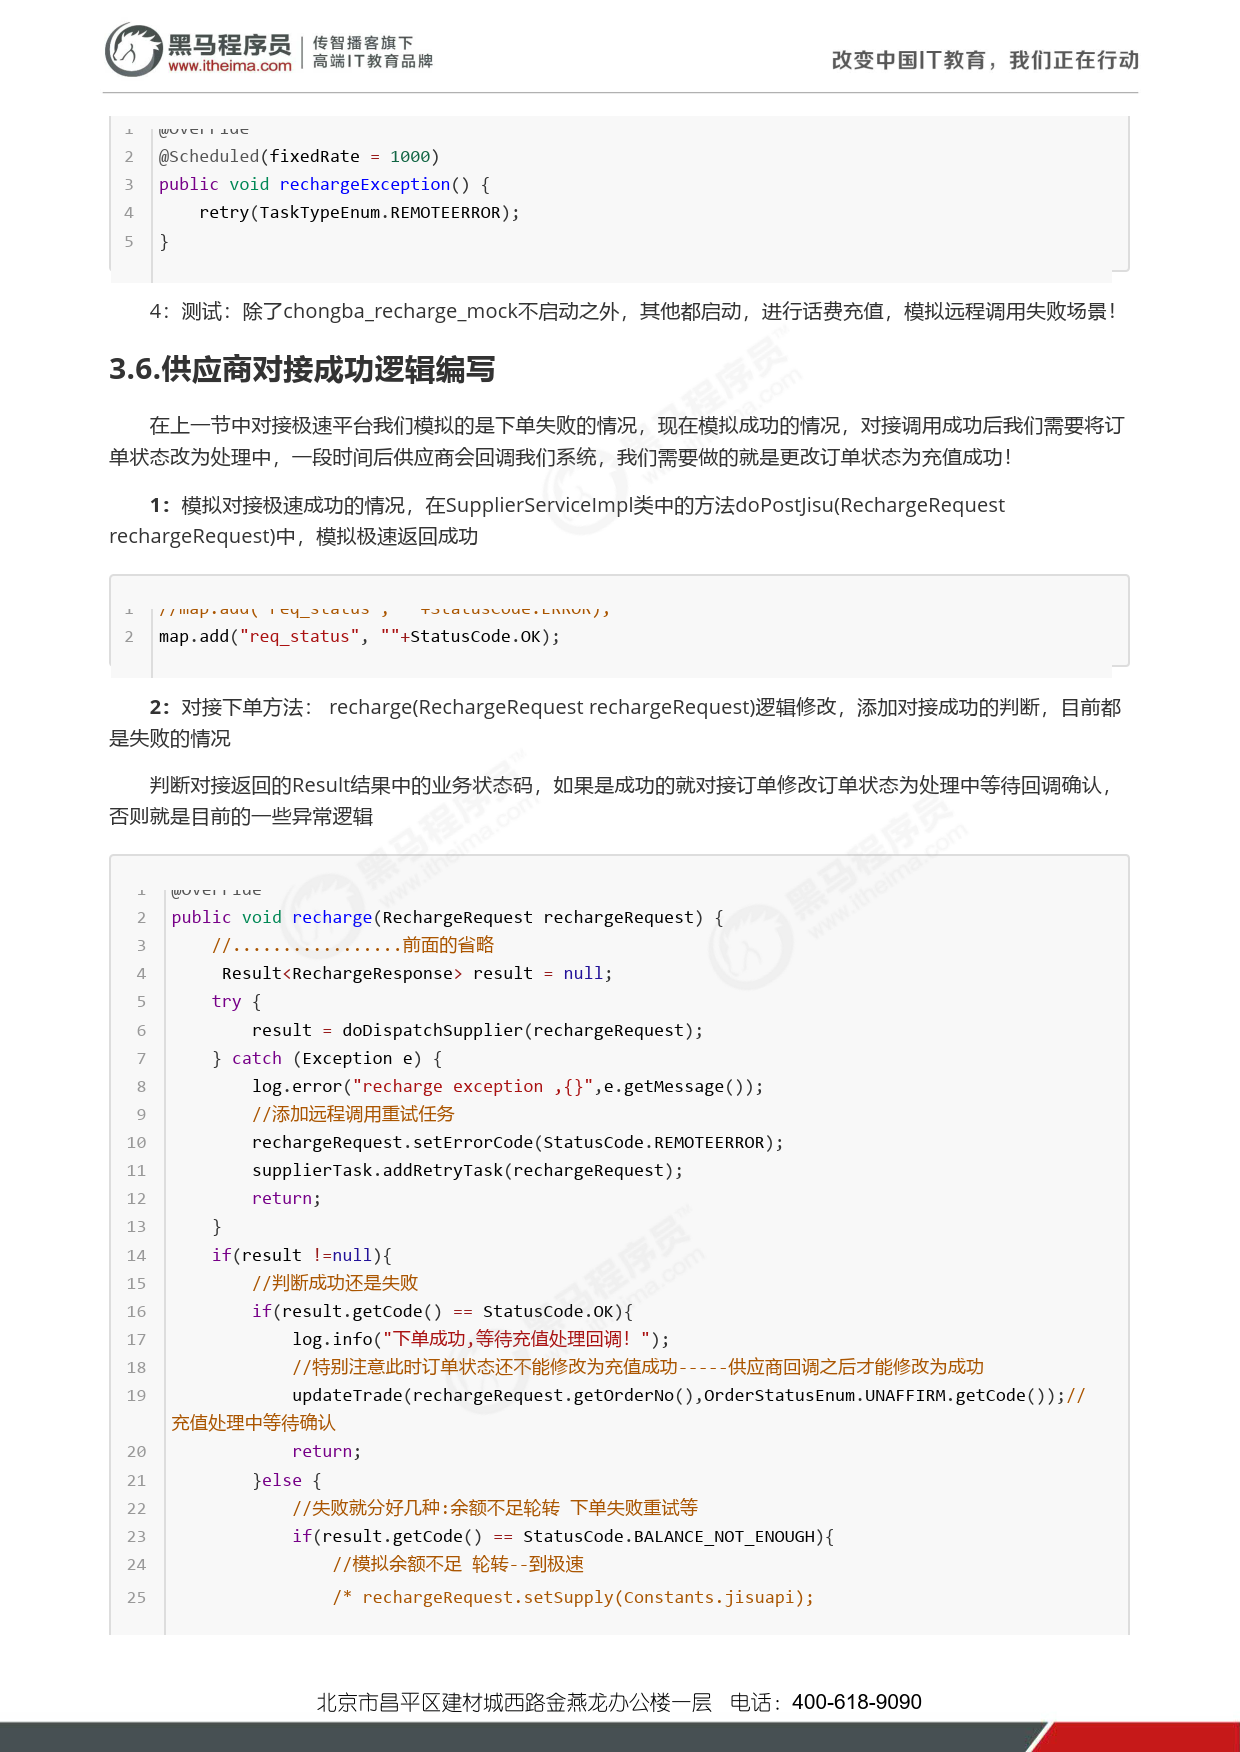 黑马程序员
www.itheima.com
传智播客旗下
高端IT教育品牌
改变中国IT教育，我们正在行动
1 @Override
2 @Scheduled(fixedRate = 1000)
3 public void rechargeException() {
4     retry(TaskTypeEnum.REMOTEERROR);
5 }
4：测试：除了chongba_recharge_mock不启动之外，其他都启动，进行话费充值，模拟远程调用失败场景！
3.6.供应商对接成功逻辑编写
在上一节中对接极速平台我们模拟的是下单失败的情况，现在模拟成功的情况，对接调用成功后我们需要将订
单状态改为处理中，一段时间后供应商会回调我们系统，我们需要做的就是更改订单状态为充值成功！
1：模拟对接极速成功的情况，在SupplierServiceImpl类中的方法doPostJisu(RechargeRequest
rechargeRequest)中，模拟极速返回成功
1 //map.add("req_status", ""+StatusCode.ERROR);
2 map.add("req_status", ""+StatusCode.OK);
2：对接下单方法： recharge(RechargeRequest rechargeRequest)逻辑修改，添加对接成功的判断，目前都
是失败的情况
判断对接返回的Result结果中的业务状态码，如果是成功的就对接订单修改订单状态为处理中等待回调确认，
否则就是目前的一些异常逻辑
1 @Override
2 public void recharge(RechargeRequest rechargeRequest) {
3     //.................前面的省略
4      Result<RechargeResponse> result = null;
5     try {
6         result = doDispatchSupplier(rechargeRequest);
7     } catch (Exception e) {
8         log.error("recharge exception ,{}",e.getMessage());
9         //添加远程调用重试任务
10         rechargeRequest.setErrorCode(StatusCode.REMOTEERROR);
11         supplierTask.addRetryTask(rechargeRequest);
12         return;
13     }
14     if(result !=null){
15         //判断成功还是失败
16         if(result.getCode() == StatusCode.OK){
17             log.info("下单成功,等待充值处理回调！");
18             //特别注意此时订单状态还不能修改为充值成功-----供应商回调之后才能修改为成功
19             updateTrade(rechargeRequest.getOrderNo(),OrderStatusEnum.UNAFFIRM.getCode());//
充值处理中等待确认
20             return;
21         }else {
22             //失败就分好几种:余额不足轮转 下单失败重试等
23             if(result.getCode() == StatusCode.BALANCE_NOT_ENOUGH){
24                 //模拟余额不足 轮转--到极速
25                 /* rechargeRequest.setSupply(Constants.jisuapi);
北京市昌平区建材城西路金燕龙办公楼一层 电话：400-618-9090